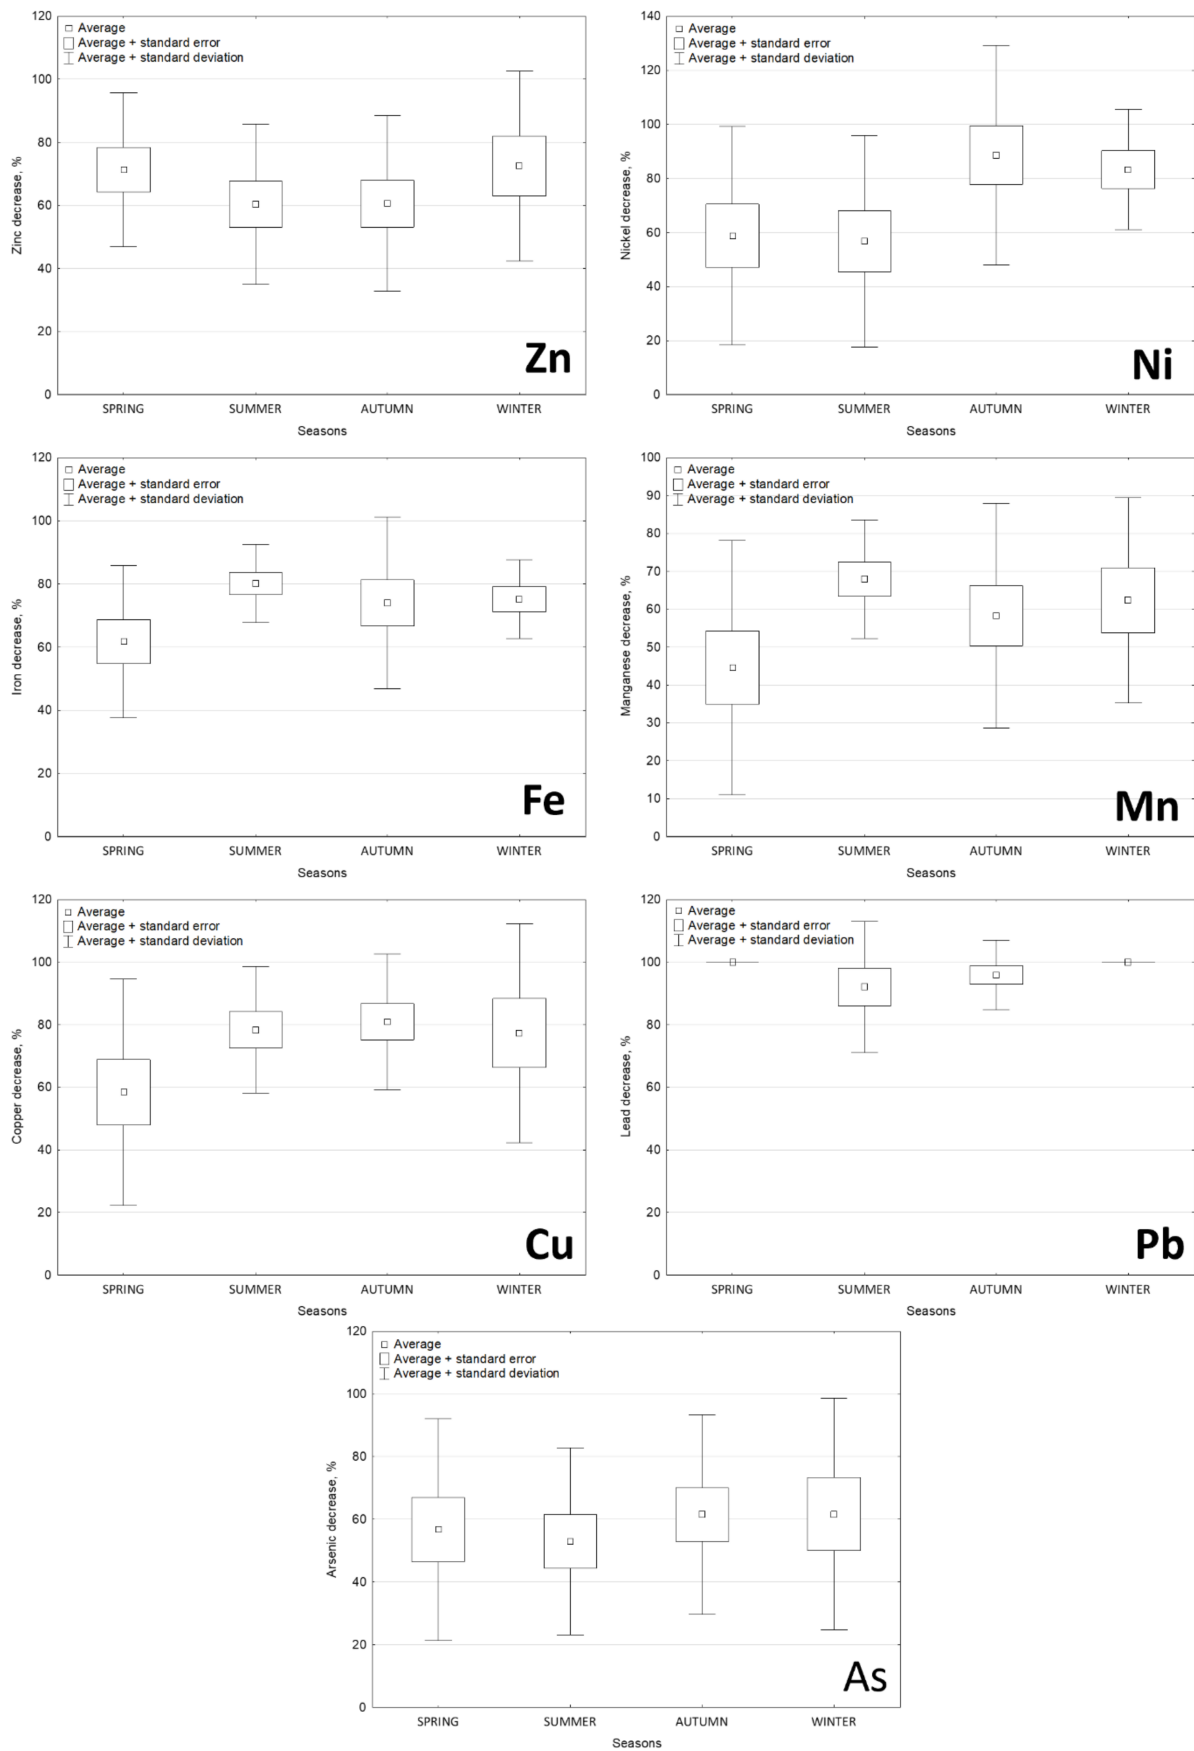 120
100
80
60
40
20
0
Zinc decrease, %
Average
Average + standard error
Average + standard deviation
Zn
SPRING SUMMER AUTUMN WINTER
Seasons
140
120
100
80
60
40
20
0
Nickel decrease, %
Average
Average + standard error
Average + standard deviation
Ni
SPRING SUMMER AUTUMN WINTER
Seasons
120
100
80
60
40
20
0
Iron decrease, %
Average
Average + standard error
Average + standard deviation
Fe
SPRING SUMMER AUTUMN WINTER
Seasons
100
90
80
70
60
50
40
30
20
10
0
Manganese decrease, %
Average
Average + standard error
Average + standard deviation
Mn
SPRING SUMMER AUTUMN WINTER
Seasons
120
100
80
60
40
20
0
Copper decrease, %
Average
Average + standard error
Average + standard deviation
Cu
SPRING SUMMER AUTUMN WINTER
Seasons
120
100
80
60
40
20
0
Lead decrease, %
Average
Average + standard error
Average + standard deviation
Pb
SPRING SUMMER AUTUMN WINTER
Seasons
120
100
80
60
40
20
0
Arsenic decrease, %
Average
Average + standard error
Average + standard deviation
As
SPRING SUMMER AUTUMN WINTER
Seasons